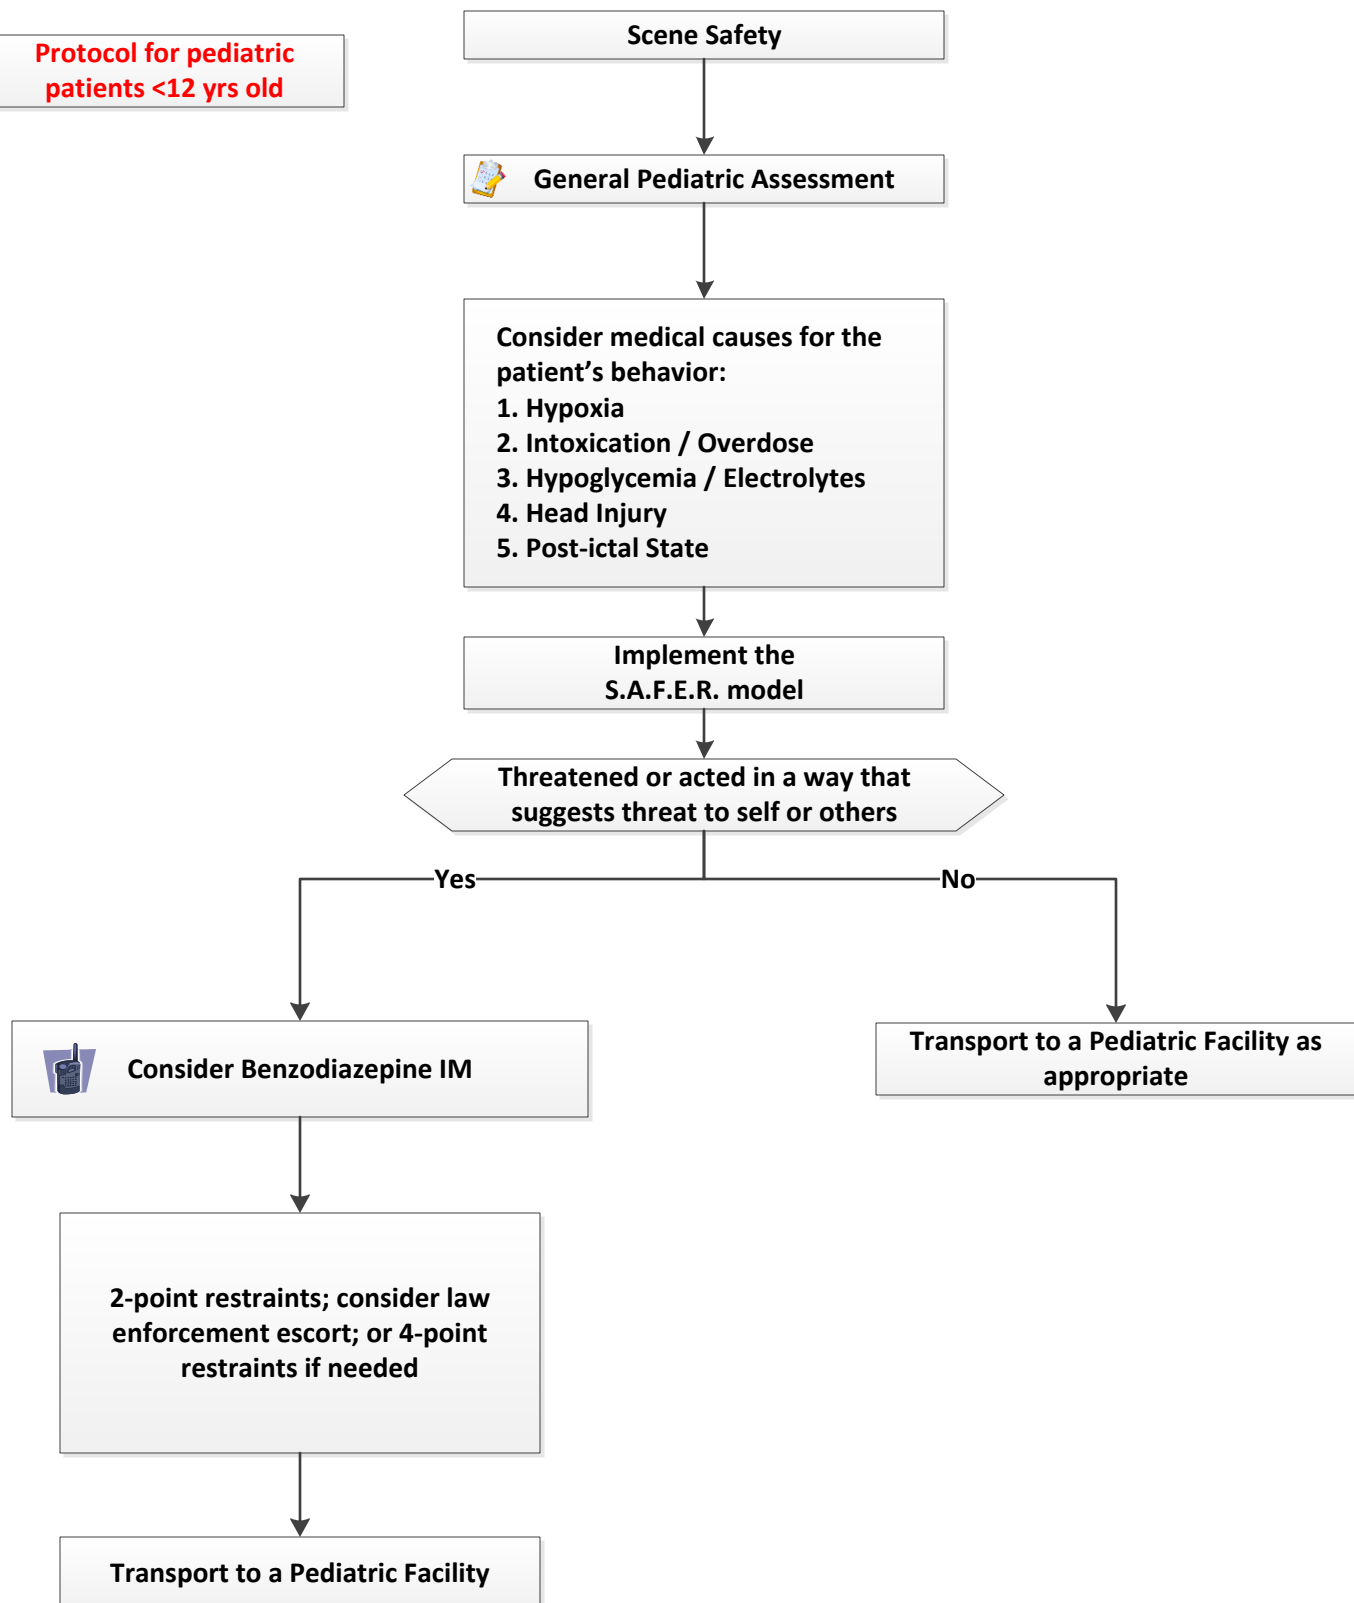 Protocol for pediatric
patients <12 yrs old
Scene Safety
General Pediatric Assessment
Consider medical causes for the
patient’s behavior:
1. Hypoxia
2. Intoxication / Overdose
3. Hypoglycemia / Electrolytes
4. Head Injury
5. Post-ictal State
Implement the
S.A.F.E.R. model
Threatened or acted in a way that
suggests threat to self or others
Yes
No
Consider Benzodiazepine IM
Transport to a Pediatric Facility as
appropriate
2-point restraints; consider law
enforcement escort; or 4-point
restraints if needed
Transport to a Pediatric Facility